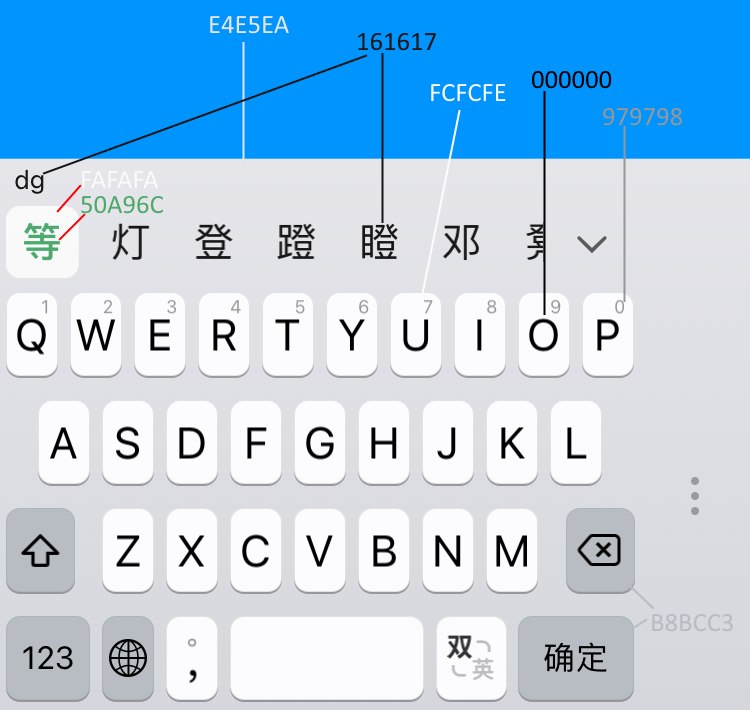 E4E5EA
161617
000000
FCFCFE
979798
dg
FAFAFA
50A96C
等 灯 登 蹬 瞪 邓
1 2 3 4 5 6 7 8 9 0
Q W E R T Y U I O P
A S D F G H J K L
Z X C V B N M
B8BCC3
123 。 , 双 英 确定